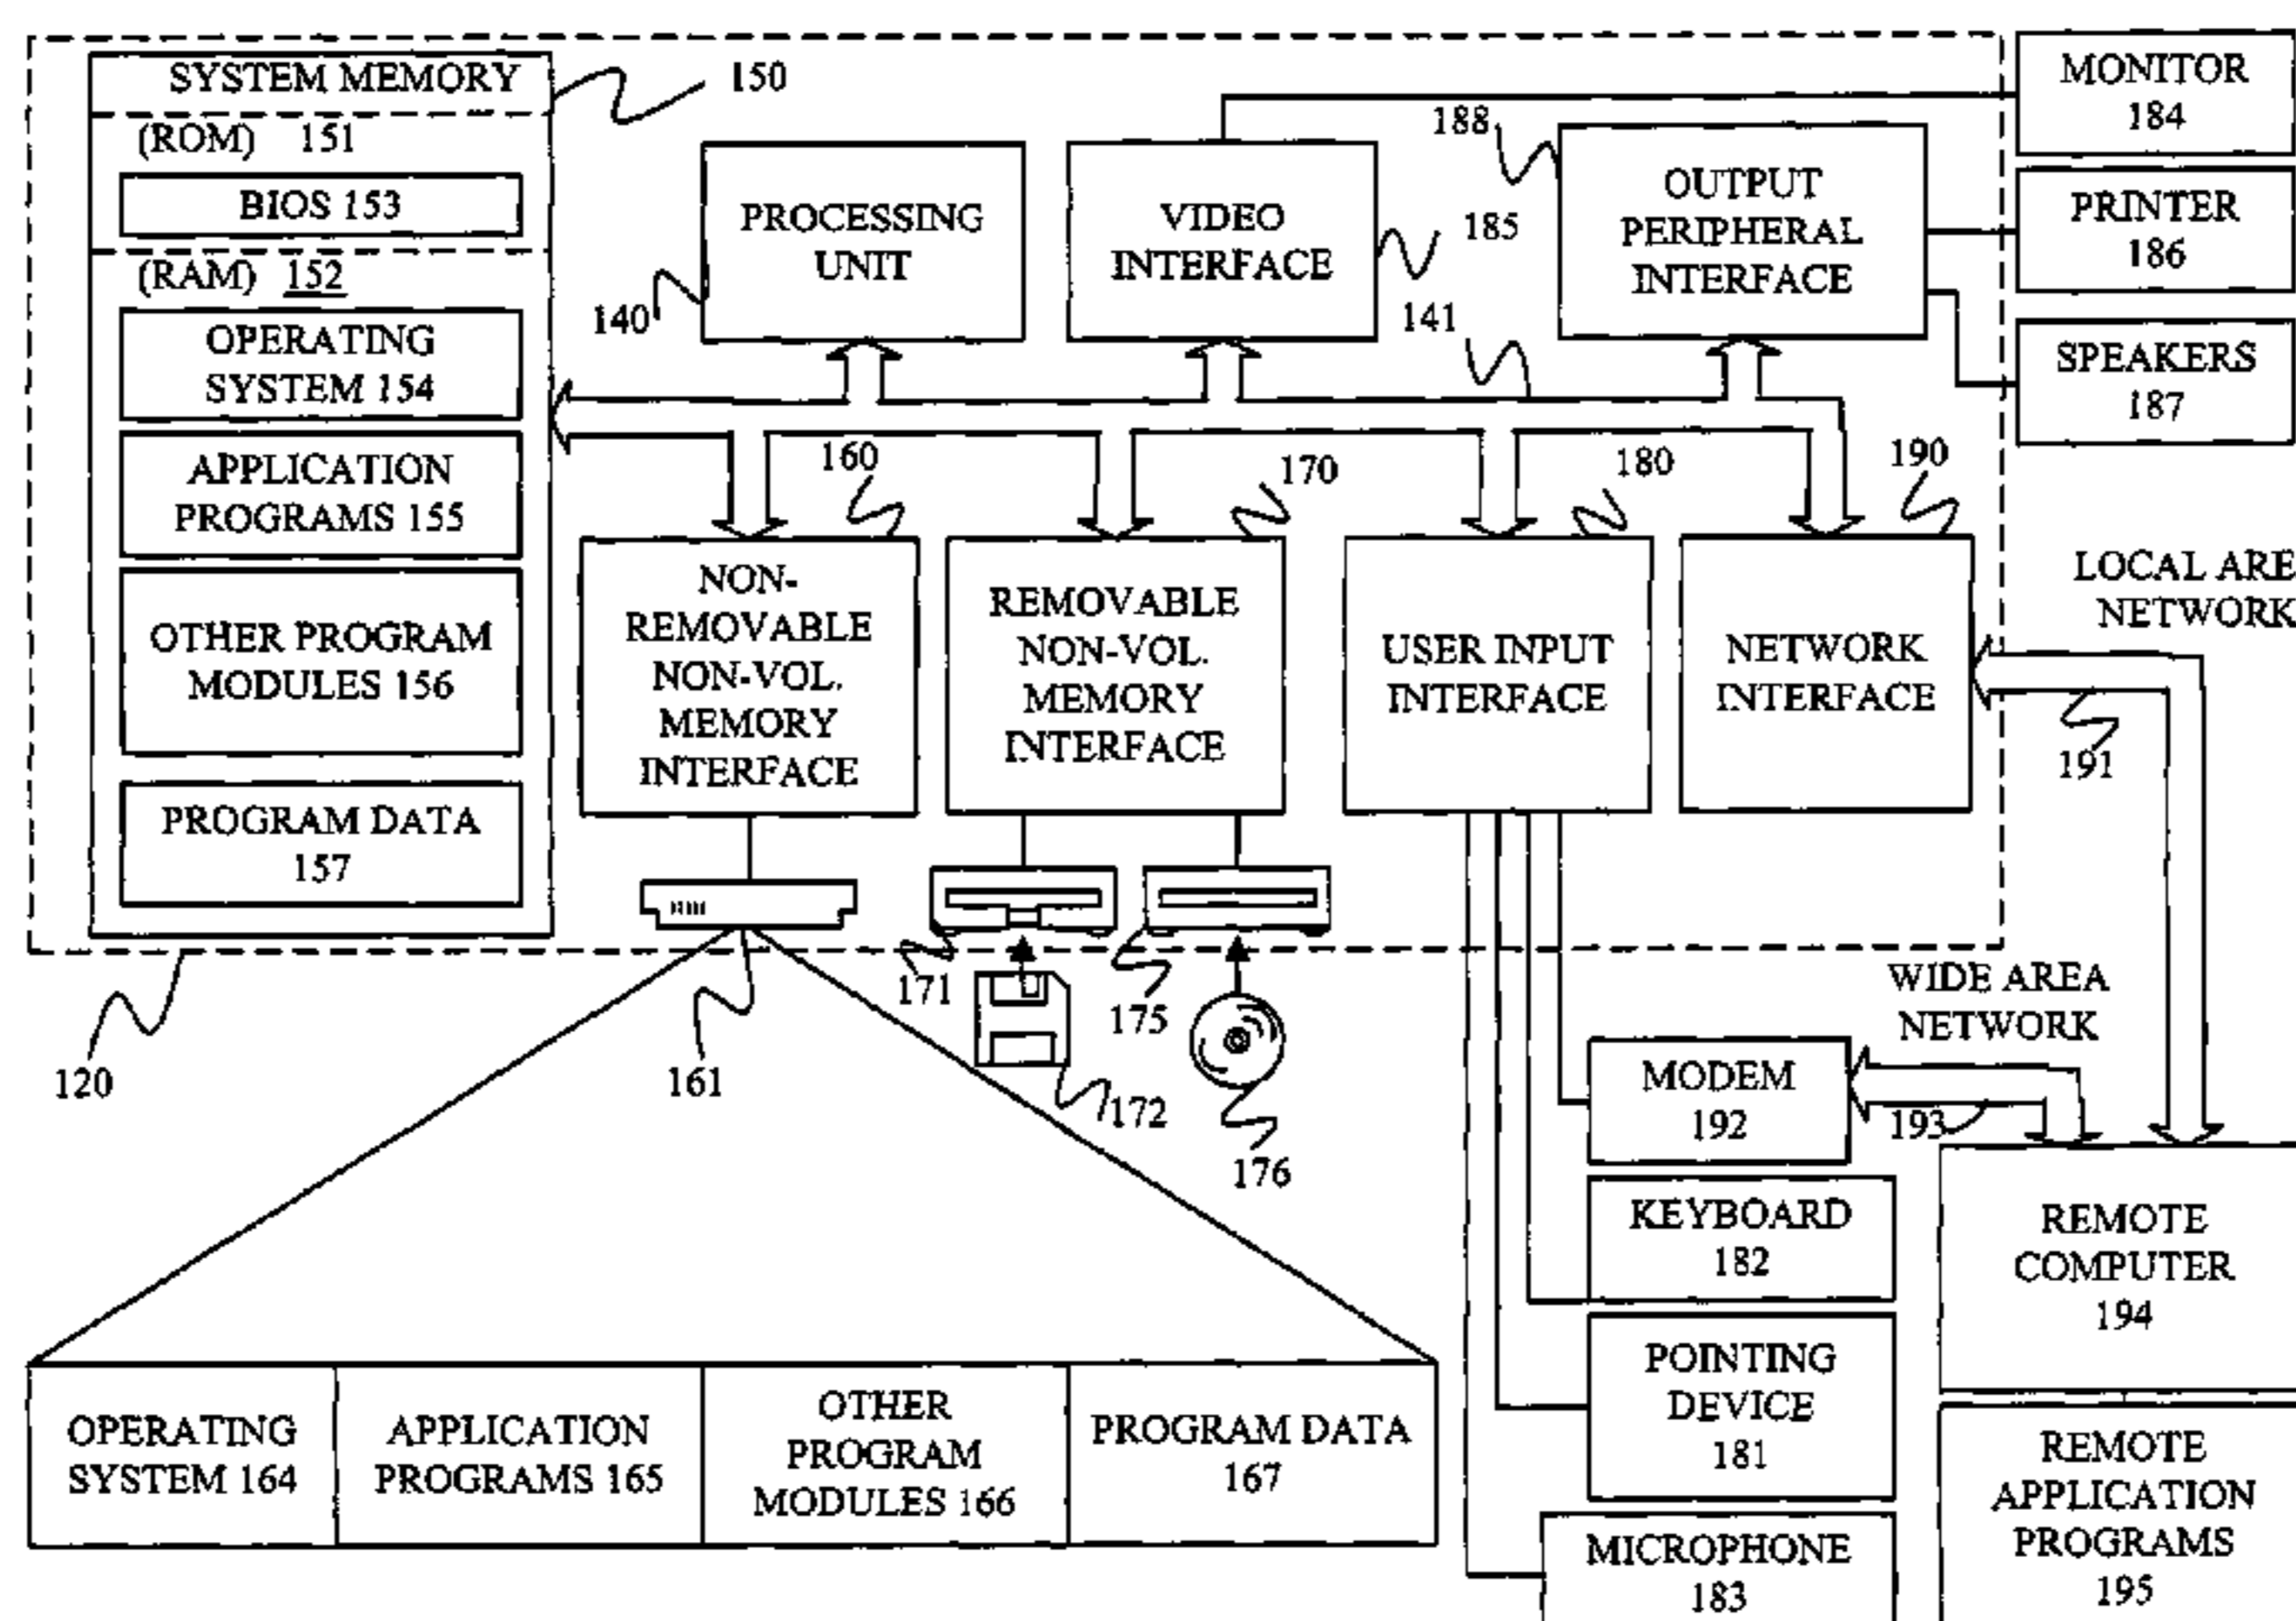 SYSTEM MEMORY
150
(ROM) 151
BIOS 153
(RAM) 152
OPERATING
SYSTEM 154
APPLICATION
PROGRAMS 155
OTHER PROGRAM
MODULES 156
PROGRAM DATA
157
PROCESSING
UNIT
140
VIDEO
INTERFACE
185
141
188
OUTPUT
PERIPHERAL
INTERFACE
MONITOR
184
PRINTER
186
SPEAKERS
187
160
NON-
REMOVABLE
NON-VOL.
MEMORY
INTERFACE
170
REMOVABLE
NON-VOL.
MEMORY
INTERFACE
180
USER INPUT
INTERFACE
190
NETWORK
INTERFACE
LOCAL ARE
NETWORK
191
120
161
171
172
175
176
WIDE AREA
NETWORK
MODEM
192
193
KEYBOARD
182
POINTING
DEVICE
181
MICROPHONE
183
REMOTE
COMPUTER
194
REMOTE
APPLICATION
PROGRAMS
195
OPERATING
SYSTEM 164
APPLICATION
PROGRAMS 165
OTHER
PROGRAM
MODULES 166
PROGRAM DATA
167